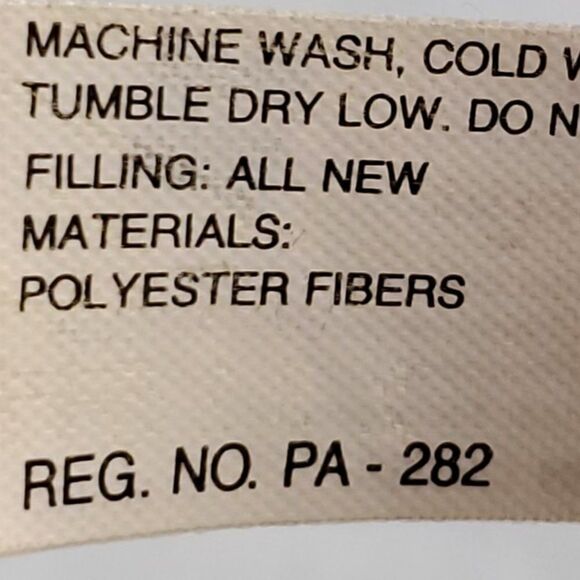 MACHINE WASH, COLD
TUMBLE DRY LOW. DO
FILLING: ALL NEW
MATERIALS:
POLYESTER FIBERS
REG. NO. PA - 282